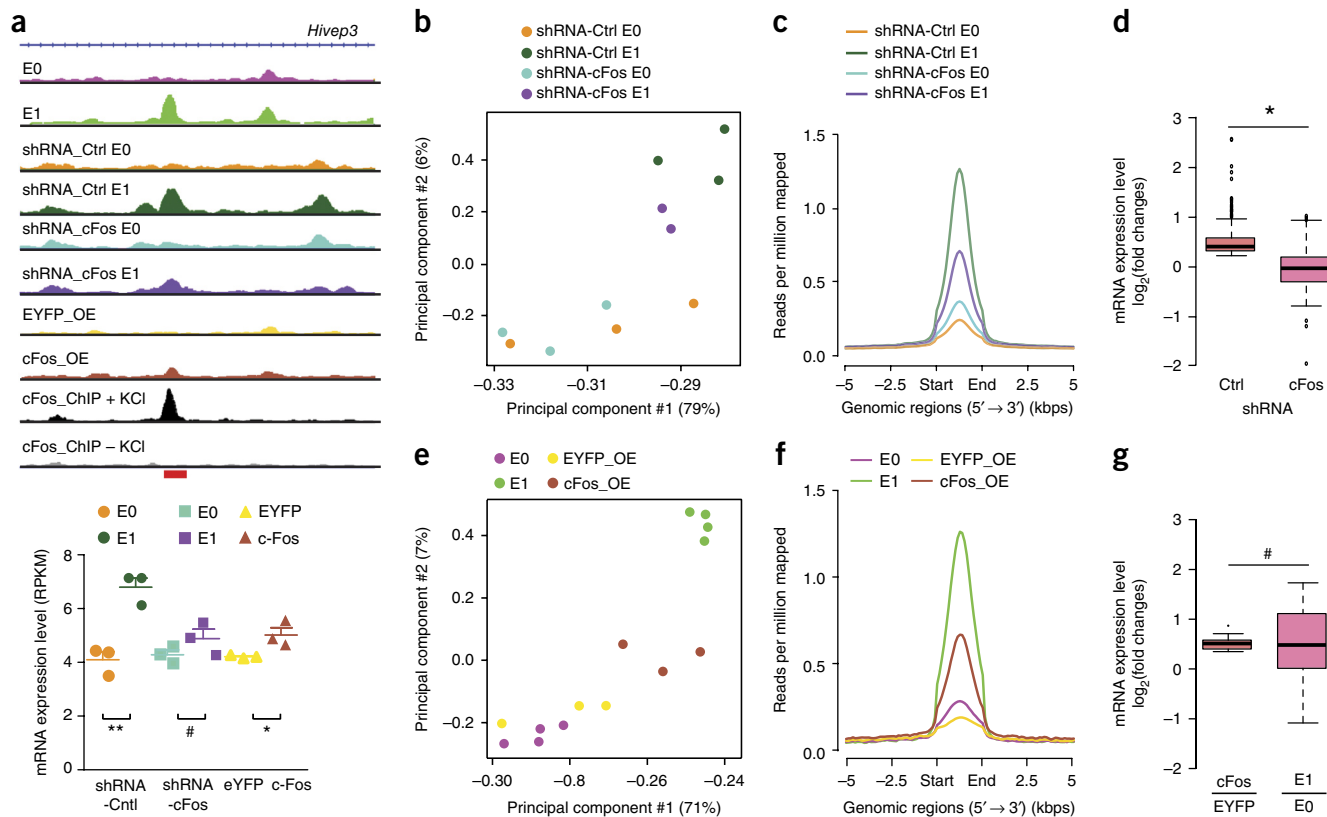 a
Hivep3
E0
E1
shRNA_Ctrl E0
shRNA_Ctrl E1
shRNA_cFos E0
shRNA_cFos E1
EYFP_OE
cFos_OE
cFos_ChIP + KCl
cFos_ChIP – KCl
E0 E0 EYFP
E1 E1 c-Fos
mRNA expression level (RPKM)
8
6
4
2
0
** # *
shRNA shRNA eYFP c-Fos
-Cntl -cFos
b
shRNA-Ctrl E0
shRNA-Ctrl E1
shRNA-cFos E0
shRNA-cFos E1
Principal component #2 (6%)
0.4
0.2
0.0
−0.2
−0.33 −0.31 −0.29
Principal component #1 (79%)
c
shRNA-Ctrl E0
shRNA-Ctrl E1
shRNA-cFos E0
shRNA-cFos E1
Reads per million mapped
1.5
1.0
0.5
0.0
−5 −2.5 Start End 2.5 5
Genomic regions (5′ → 3′) (kbps)
d
mRNA expression level
log2(fold changes)
3
2
1
0
−1
−2
*
Ctrl cFos
shRNA
e
E0 EYFP_OE
E1 cFos_OE
Principal component #2 (7%)
0.4
0.2
0.0
−0.2
−0.30 −0.8 −0.26 −0.24
Principal component #1 (71%)
f
E0 EYFP_OE
E1 cFos_OE
Reads per million mapped
1.5
1.0
0.5
0.0
−5 −2.5 Start End 2.5 5
Genomic regions (5′ → 3′) (kbps)
g
mRNA expression level
log2(fold changes)
3
2
1
0
−1
−2
#
cFos E1
EYFP E0